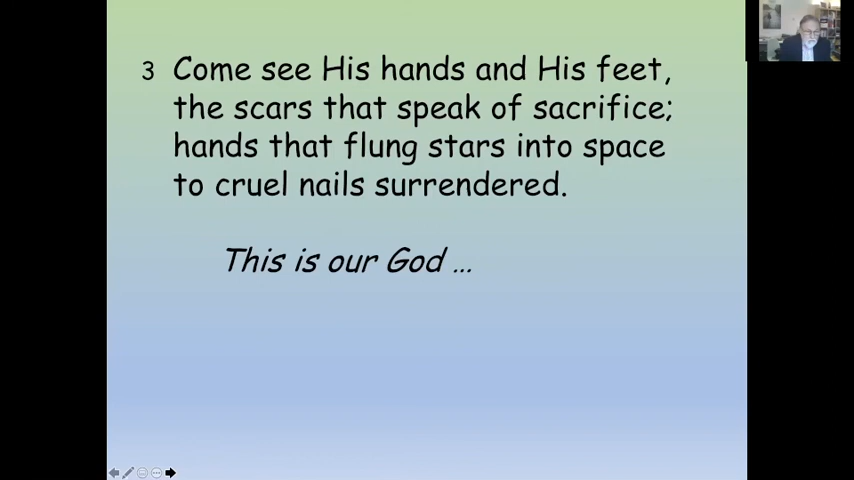 3 Come see His hands and His feet,
the scars that speak of sacrifice;
hands that flung stars into space
to cruel nails surrendered.
This is our God ...